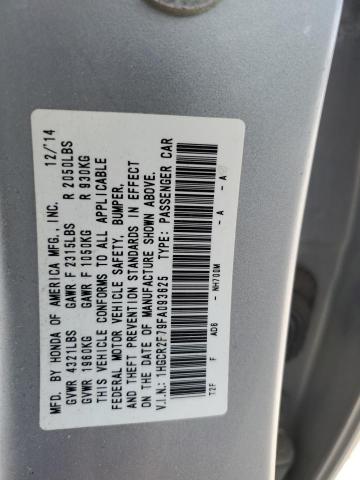 MFD. BY HONDA OF AMERICA MFG., INC. 12/'14
GVWR 4321LBS GAWR F 2315LBS R 2050LBS
GVWR 1960KG GAWR F 1050KG R 930KG
THIS VEHICLE CONFORMS TO ALL APPLICABLE
FEDERAL MOTOR VEHICLE SAFETY, BUMPER,
AND THEFT PREVENTION STANDARDS IN EFFECT
ON THE DATE OF MANUFACTURE SHOWN ABOVE.
V.I.N.: 1HGCR2F79FA093625 TYPE: PASSENGER CAR
T2F F AD6 - NH700M - A - A